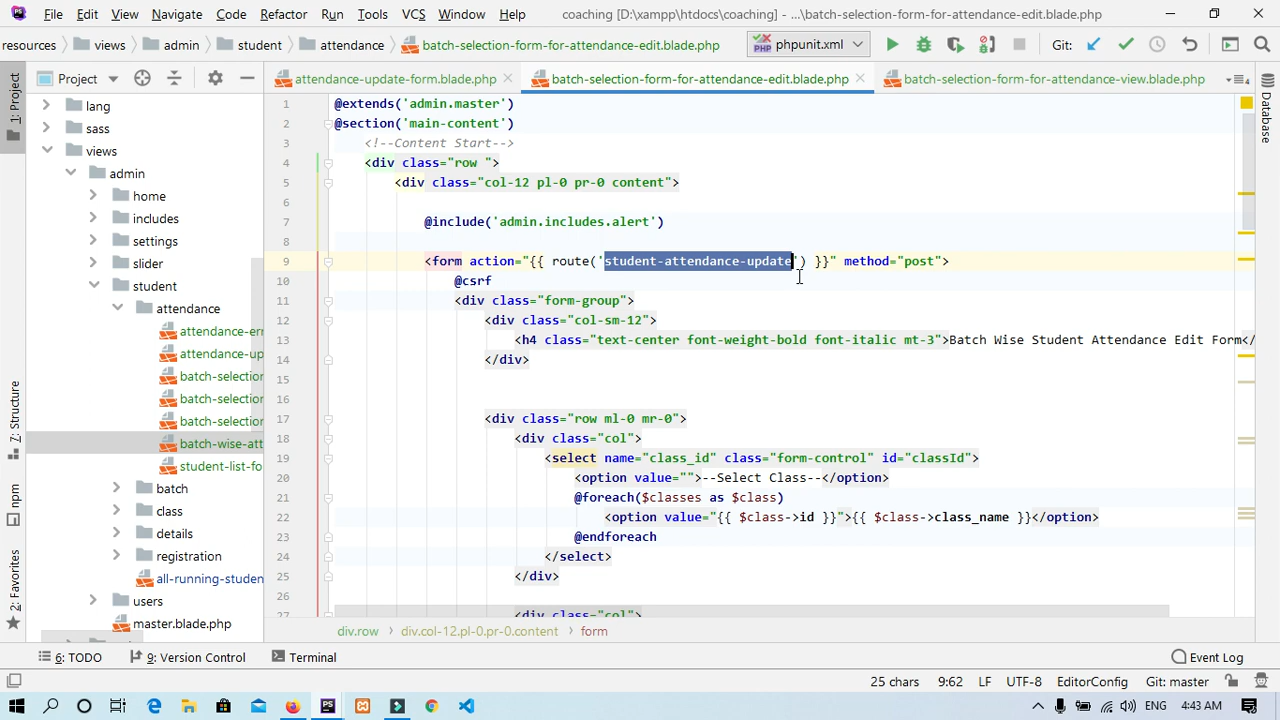 File Edit View Navigate Code Refactor Run Tools VCS Window Help coaching [D:\xampp\htdocs\coaching] - ...\batch-selection-form-for-attendance-edit.blade.php
resources views admin student attendance batch-selection-form-for-attendance-edit.blade.php phpunit.xml Git:
Project attendance-update-form.blade.php batch-selection-form-for-attendance-edit.blade.php batch-selection-form-for-attendance-view.blade.php 4
1: Project
Z: Structure
npm
2: Favorites
Database
lang
sass
views
admin
home
includes
settings
slider
student
attendance
attendance-err
attendance-up
batch-selection
batch-selection
batch-selection
batch-wise-att
student-list-fo
batch
class
details
registration
all-running-studen
users
master.blade.php
1 @extends('admin.master')
2 @section('main-content')
3 <!--Content Start-->
4 <div class="row ">
5 <div class="col-12 pl-0 pr-0 content">
6
7 @include('admin.includes.alert')
8
9 <form action="{{ route('student-attendance-update') }}" method="post">
10 @csrf
11 <div class="form-group">
12 <div class="col-sm-12">
13 <h4 class="text-center font-weight-bold font-italic mt-3">Batch Wise Student Attendance Edit Form</
14 </div>
15
16
17 <div class="row ml-0 mr-0">
18 <div class="col">
19 <select name="class_id" class="form-control" id="classId">
20 <option value="">--Select Class--</option>
21 @foreach($classes as $class)
22 <option value="{{ $class->id }}">{{ $class->class_name }}</option>
23 @endforeach
24 </select>
25 </div>
26
27 <div class="col">
div.row › div.col-12.pl-0.pr-0.content › form
6: TODO 9: Version Control Terminal Event Log
25 chars 9:62 LF UTF-8 EditorConfig Git: master
ENG 4:43 AM